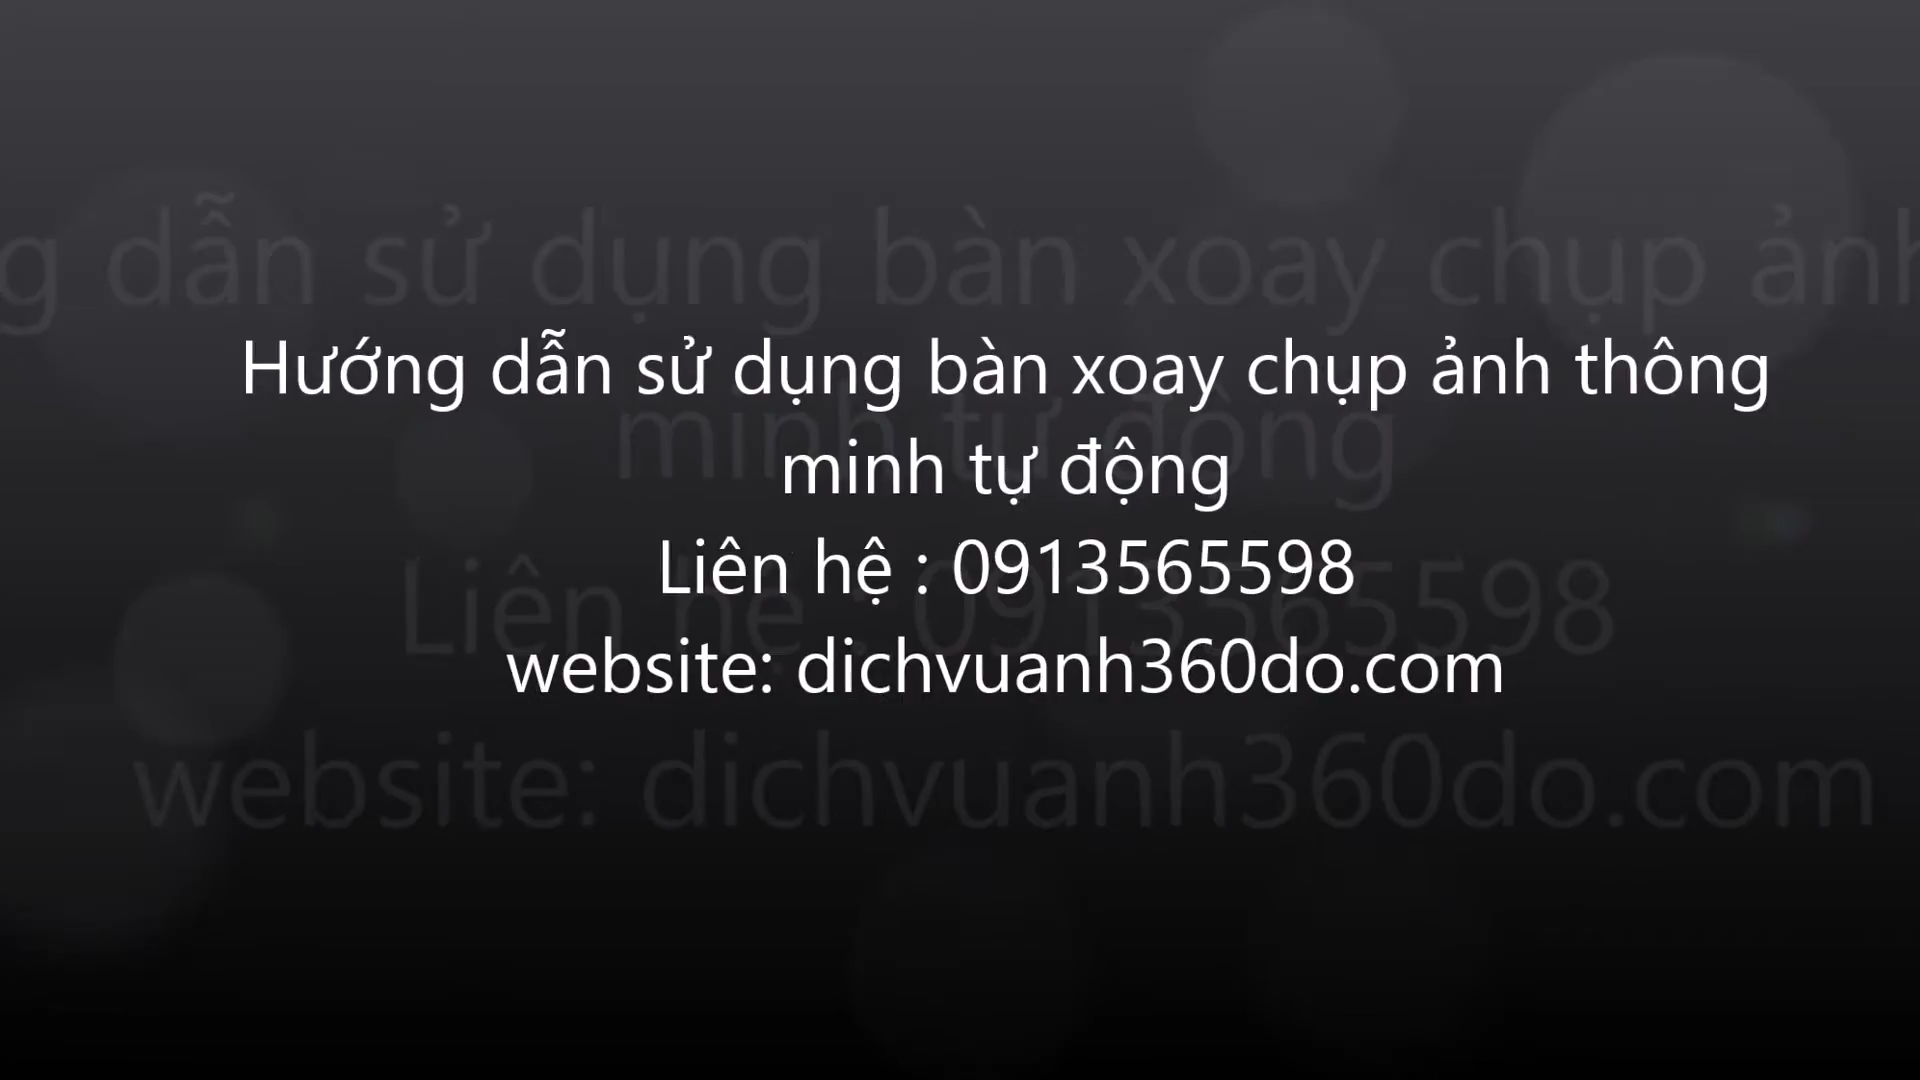 Hướng dẫn sử dụng bàn xoay chụp ảnh thông
minh tự động
Liên hệ : 0913565598
website: dichvuanh360do.com